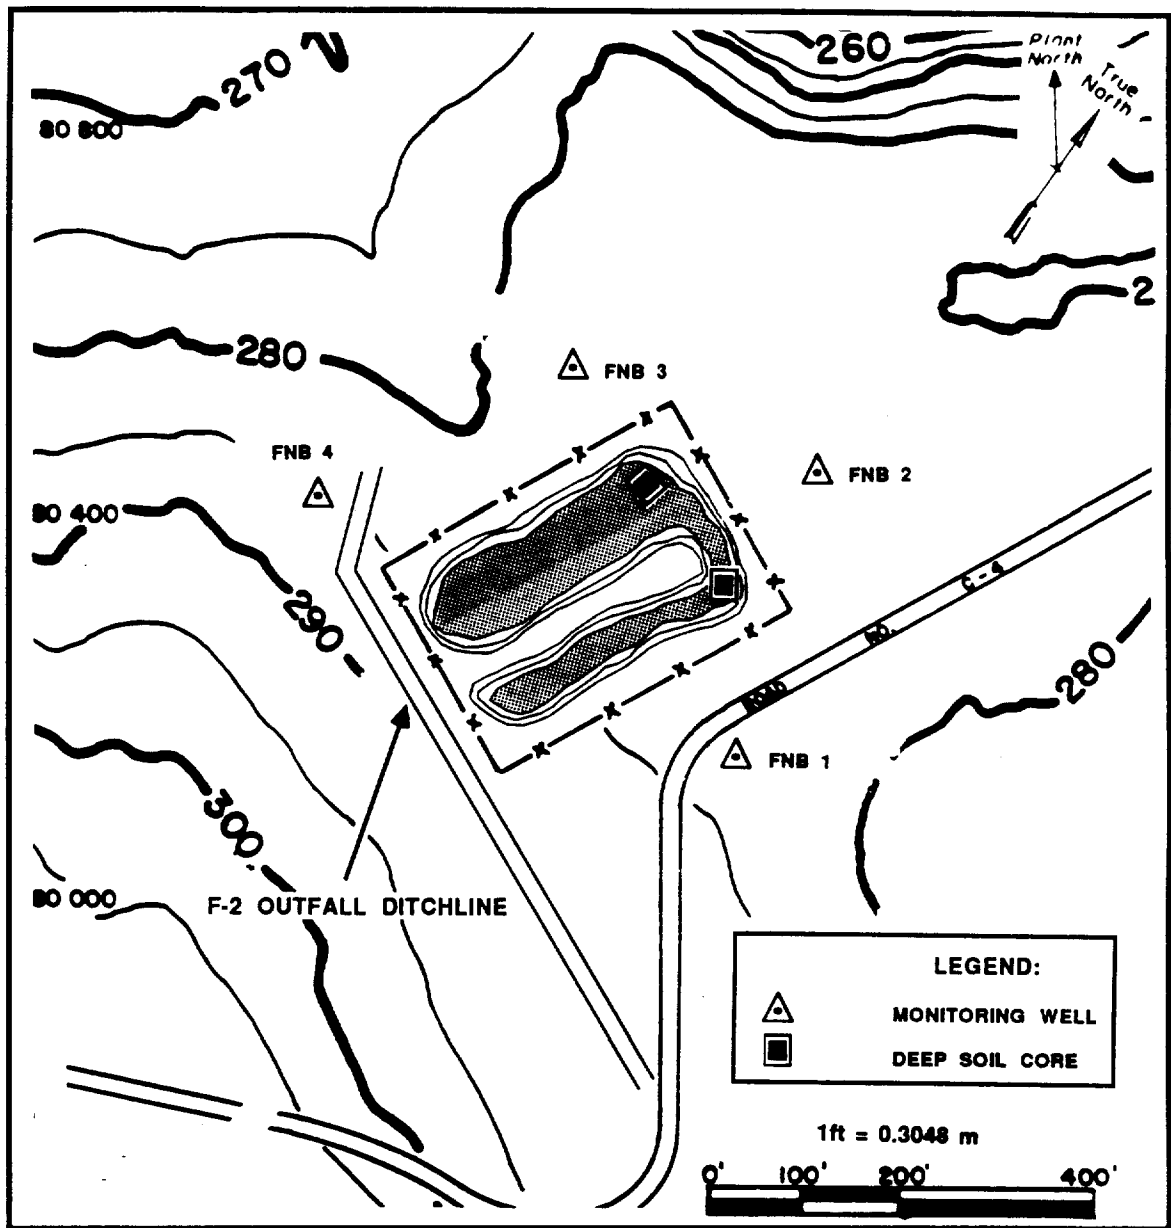 270
260
Plant
North
True
North
80 800
280
2
FNB 3
FNB 4
FNB 2
80 400
C-4
290
NO.
280
ROAD
FNB 1
300
80 000
F-2 OUTFALL DITCHLINE
LEGEND:
MONITORING WELL
DEEP SOIL CORE
1ft = 0.3048 m
0' 100' 200' 400'